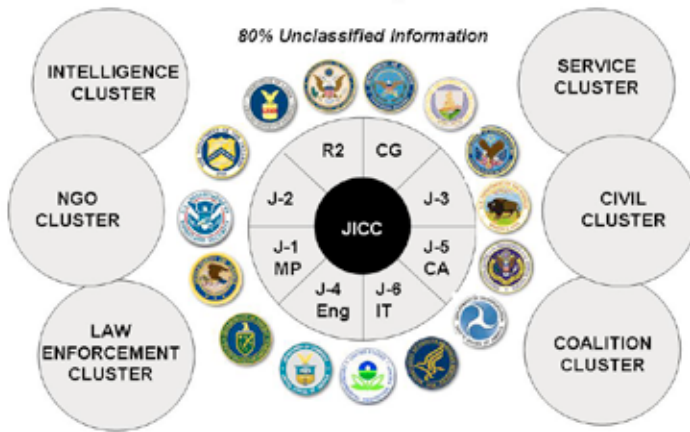 80% Unclassified Information
INTELLIGENCE
CLUSTER
SERVICE
CLUSTER
R2
CG
J-2
J-3
NGO
CLUSTER
CIVIL
CLUSTER
JICC
J-1
MP
J-5
CA
J-4
Eng
J-6
IT
LAW
ENFORCEMENT
CLUSTER
COALITION
CLUSTER